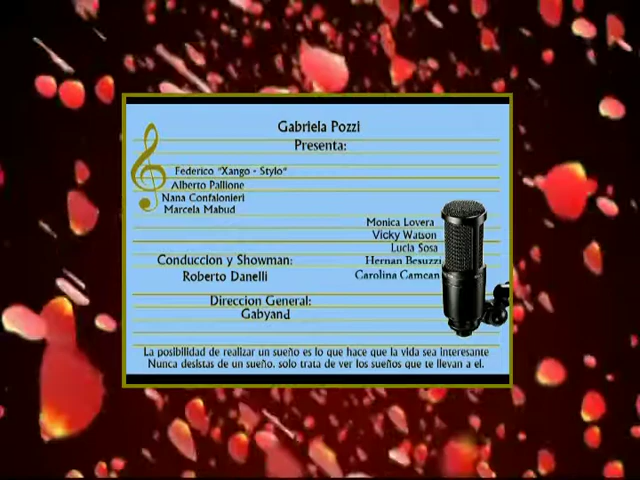 Gabriela Pozzi
Presenta:
Federico "Xango - Stylo"
Alberto Pallione
Nana Confalonieri
Marcela Mabud
Monica Lovera
Vicky Watson
Lucia Sosa
Hernan Besuzzi
Carolina Camcan
Conduccion y Showman:
Roberto Danelli
Direccion General:
Gabyand
La posibilidad de realizar un sueño es lo que hace que la vida sea interesante
Nunca desistas de un sueño. solo trata de ver los sueños que te llevan a el.